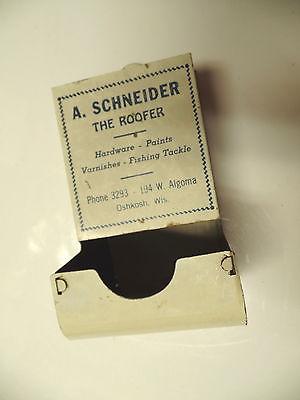 A. SCHNEIDER
THE ROOFER
Hardware - Paints
Varnishes - Fishing Tackle
Phone 3293 - 194 W. Algoma
Oshkosh, Wis.